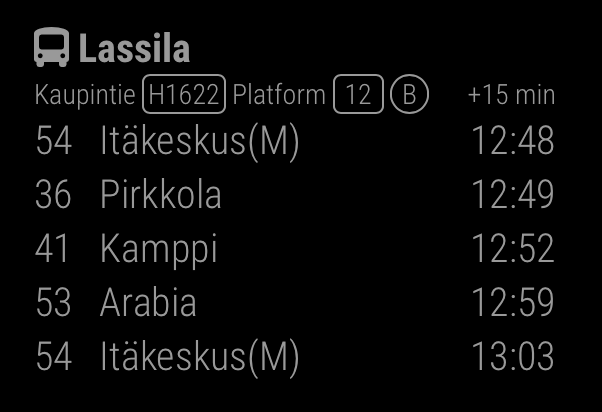 Lassila
Kaupintie H1622 Platform 12 B +15 min
54 Itäkeskus(M) 12:48
36 Pirkkola 12:49
41 Kamppi 12:52
53 Arabia 12:59
54 Itäkeskus(M) 13:03